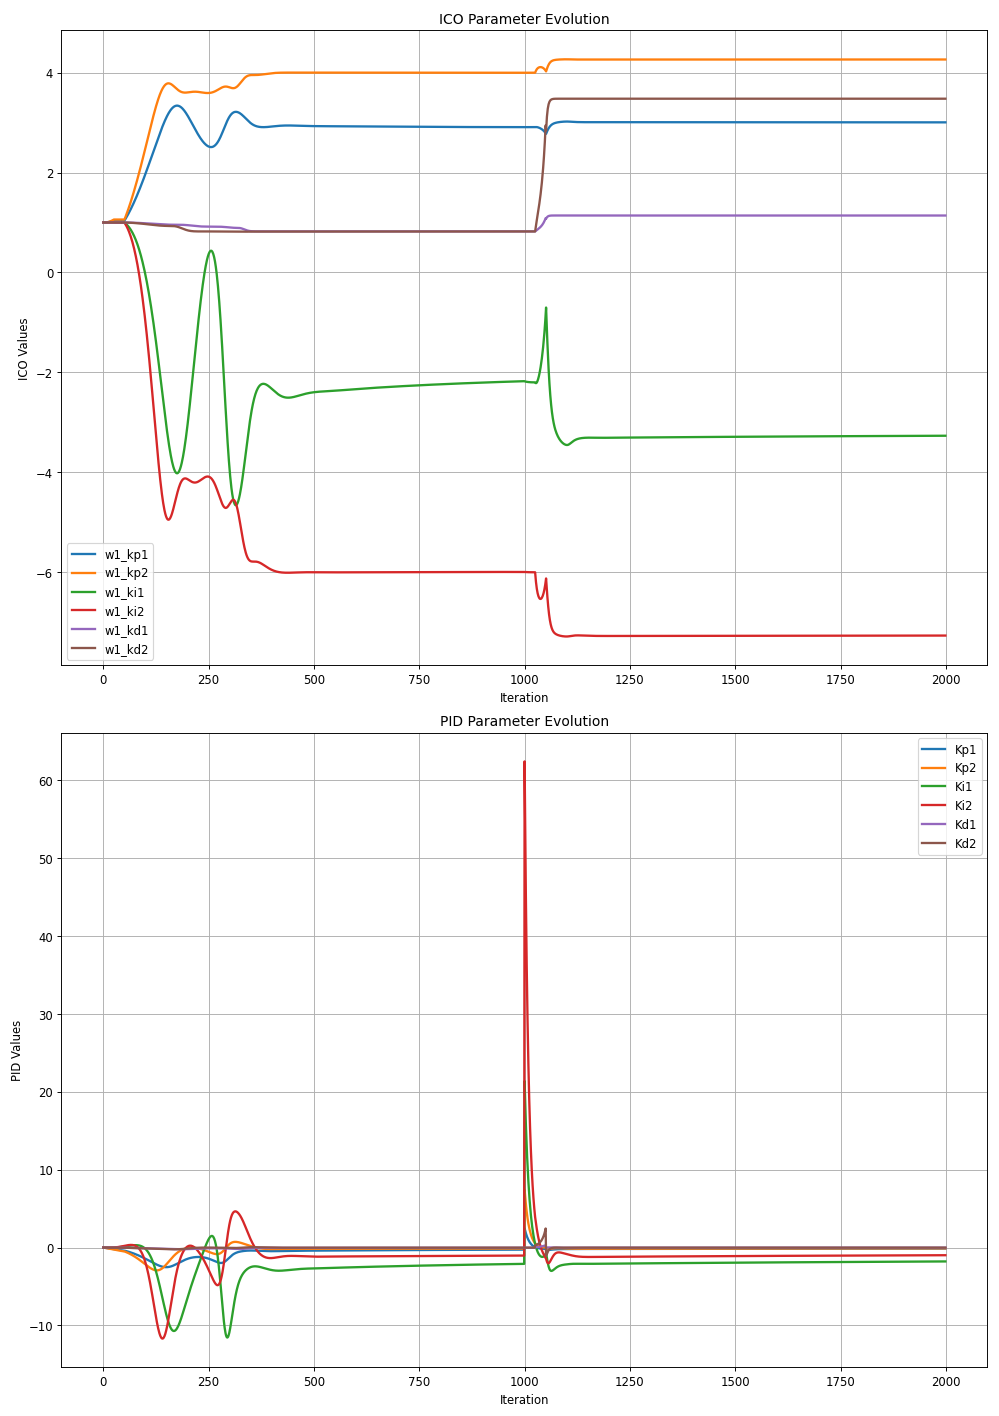 ICO Parameter Evolution
4
2
0
−2
−4
−6
ICO Values
w1_kp1
w1_kp2
w1_ki1
w1_ki2
w1_kd1
w1_kd2
0
250
500
750
1000
1250
1500
1750
2000
Iteration
PID Parameter Evolution
60
50
40
30
20
10
0
−10
PID Values
Kp1
Kp2
Ki1
Ki2
Kd1
Kd2
0
250
500
750
1000
1250
1500
1750
2000
Iteration